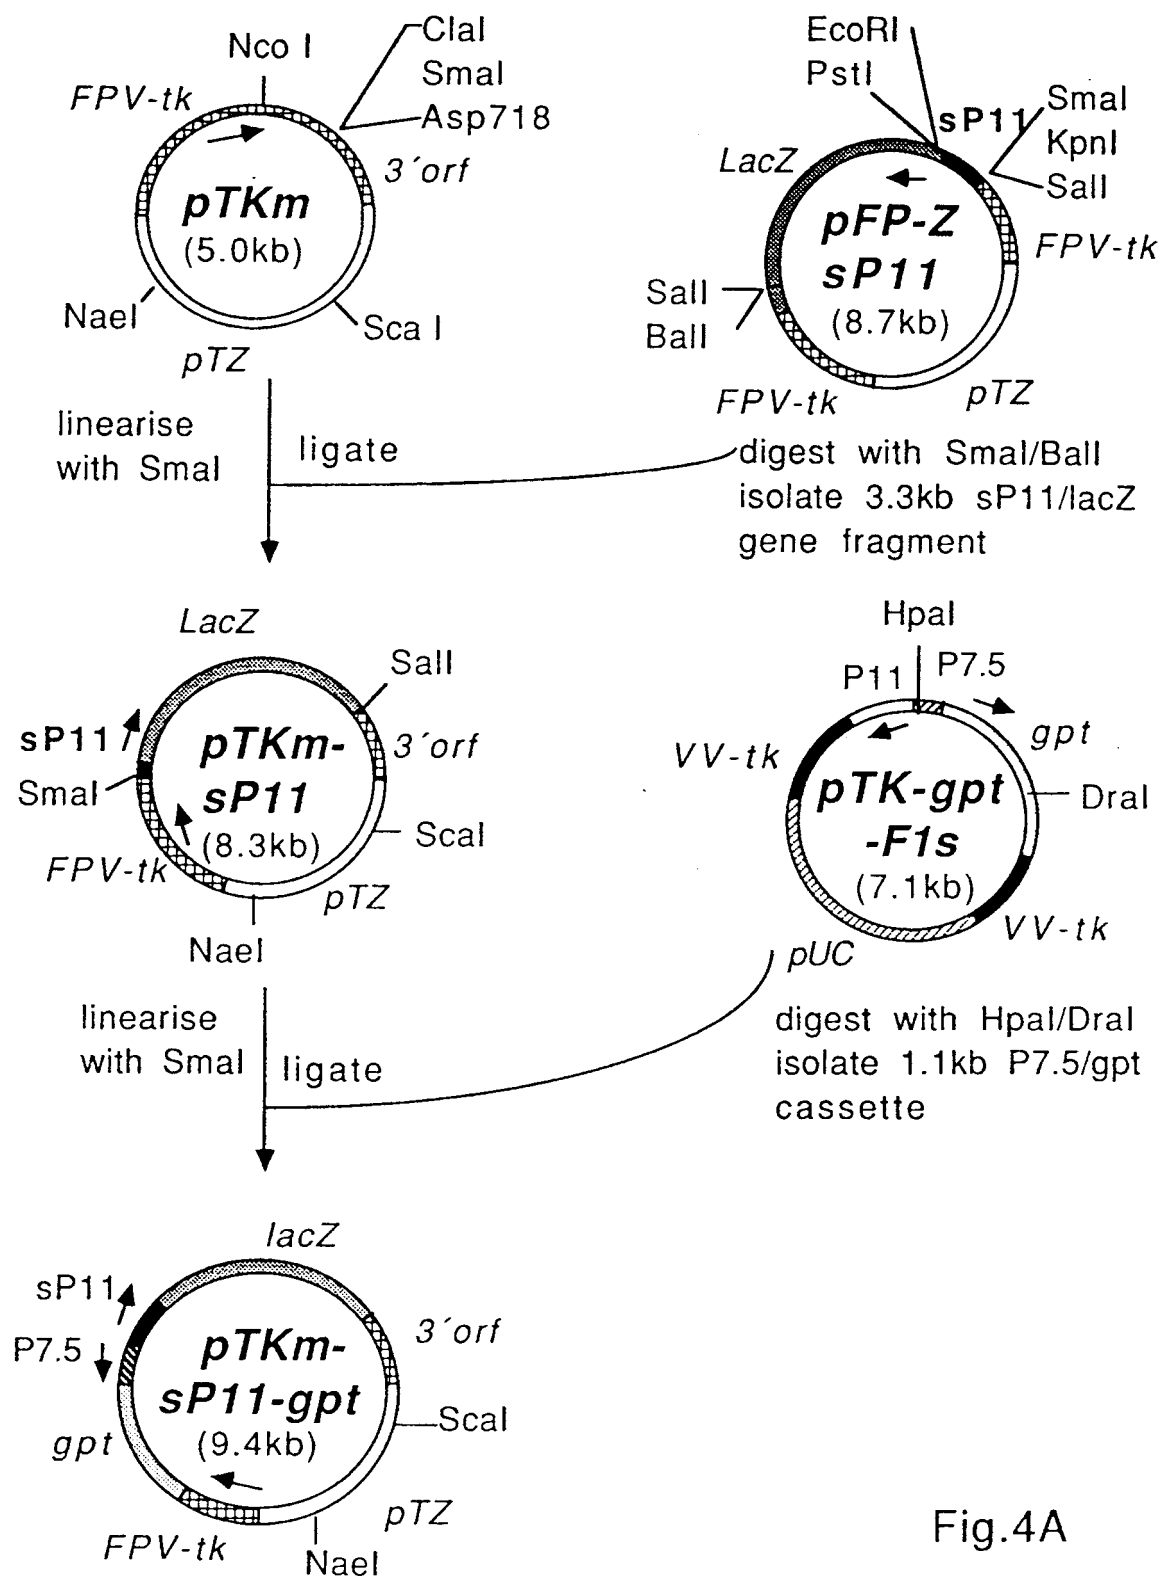 Nco I
FPV-tk
ClaI
SmaI
Asp718
3´orf
pTKm
(5.0kb)
NaeI
Sca I
pTZ
EcoRI
PstI
sP11
SmaI
KpnI
SalI
LacZ
pFP-Z
sP11
(8.7kb)
FPV-tk
SalI
BalI
FPV-tk
pTZ
linearise
with SmaI
ligate
digest with SmaI/BalI
isolate 3.3kb sP11/lacZ
gene fragment
LacZ
SalI
sP11
SmaI
pTKm-
sP11
(8.3kb)
3´orf
ScaI
FPV-tk
pTZ
NaeI
HpaI
P11
P7.5
gpt
VV-tk
pTK-gpt
-F1s
(7.1kb)
DraI
VV-tk
pUC
linearise
with SmaI
ligate
digest with HpaI/DraI
isolate 1.1kb P7.5/gpt
cassette
lacZ
sP11
P7.5
3´orf
pTKm-
sP11-gpt
(9.4kb)
ScaI
gpt
pTZ
FPV-tk
NaeI
Fig.4A